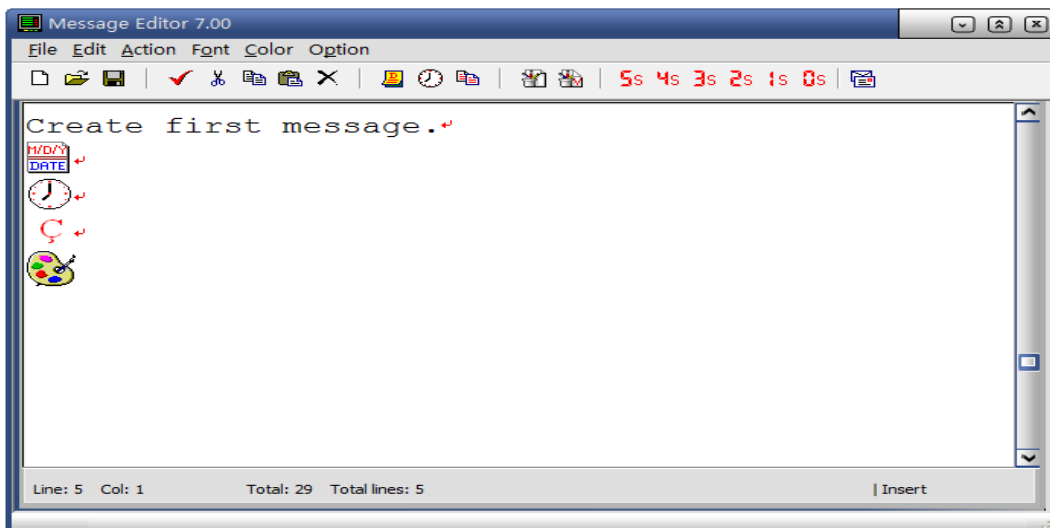 Message Editor 7.00
File Edit Action Font Color Option
5s 4s 3s 2s 1s 0s
Create first message.
M/D/Y
DATE
Ç
Line: 5 Col: 1 Total: 29 Total lines: 5 | Insert